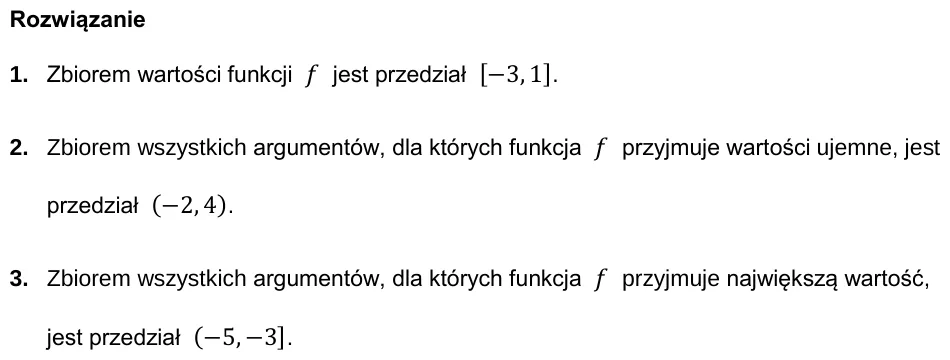 Rozwiązanie
1. Zbiorem wartości funkcji f jest przedział [−3, 1].
2. Zbiorem wszystkich argumentów, dla których funkcja f przyjmuje wartości ujemne, jest
przedział (−2, 4).
3. Zbiorem wszystkich argumentów, dla których funkcja f przyjmuje największą wartość,
jest przedział (−5, −3].